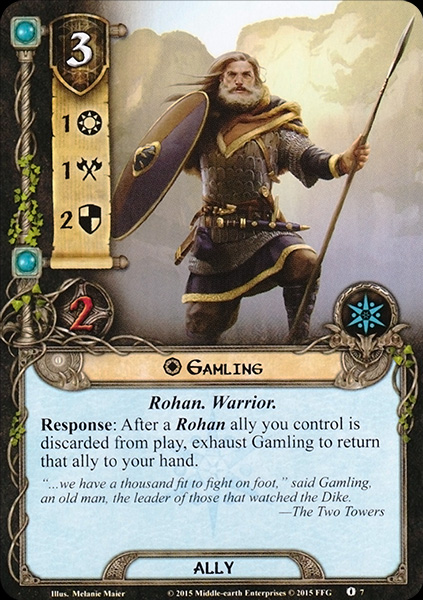 3
1
1
2
2
Gamling
Rohan. Warrior.
Response: After a Rohan ally you control is
discarded from play, exhaust Gamling to return
that ally to your hand.
“...we have a thousand fit to fight on foot,” said Gamling,
an old man, the leader of those that watched the Dike.
—The Two Towers
ALLY
Illus. Melanie Maier © 2015 Middle-earth Enterprises © 2015 FFG 7